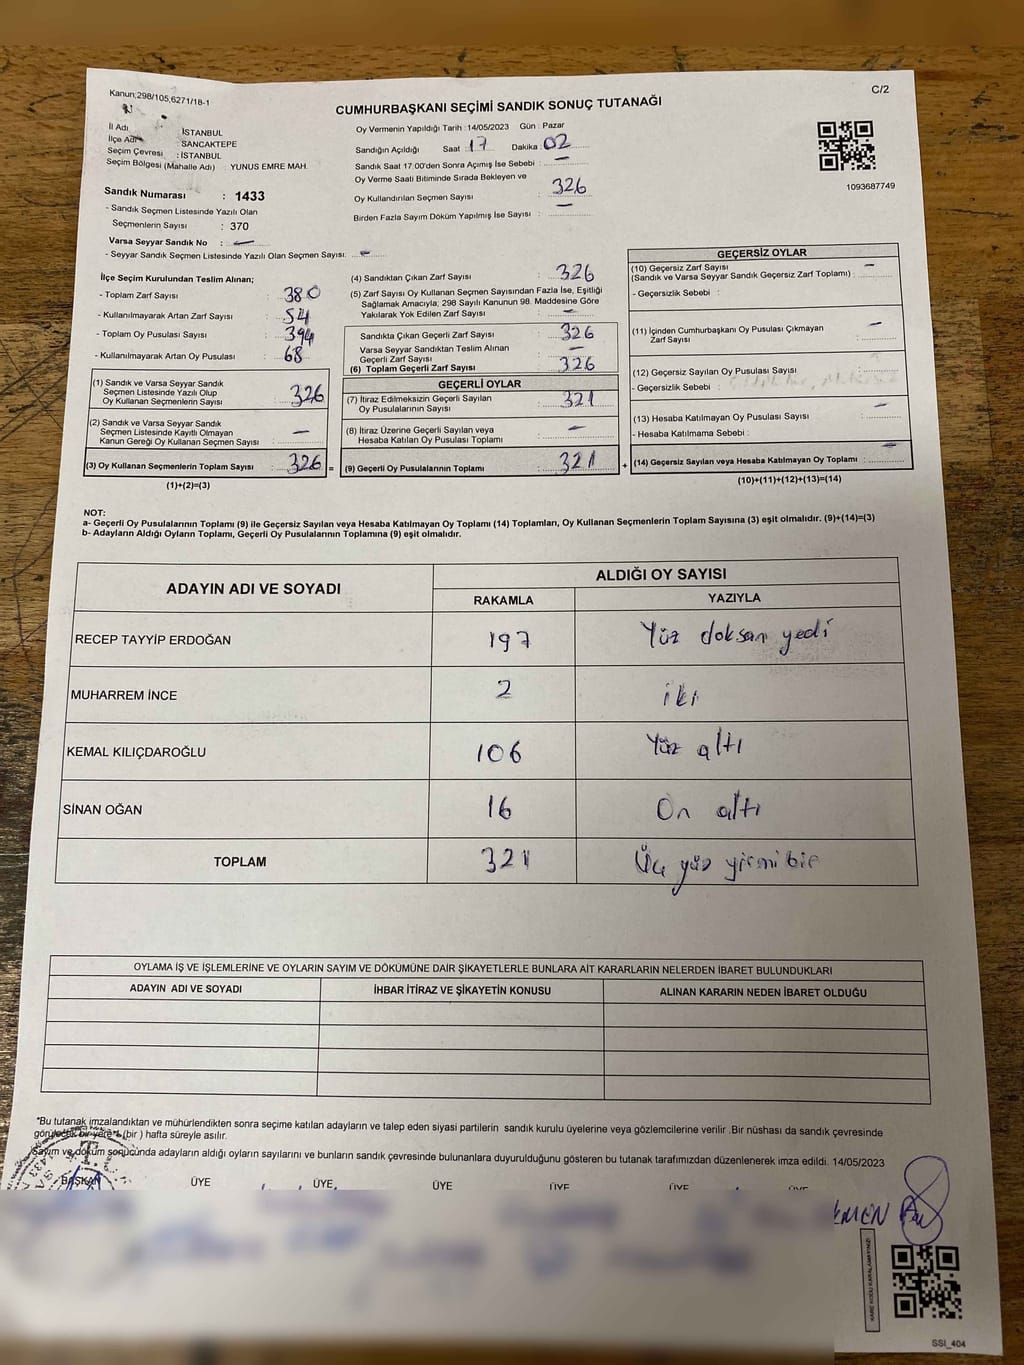 Kanun;298/105,6271/18-1
C/2
CUMHURBAŞKANI SEÇİMİ SANDIK SONUÇ TUTANAĞI
İl Adı : İSTANBUL
İlçe Adı : SANCAKTEPE
Seçim Çevresi : İSTANBUL
Seçim Bölgesi (Mahalle Adı) : YUNUS EMRE MAH.
Sandık Numarası : 1433
- Sandık Seçmen Listesinde Yazılı Olan
Seçmenlerin Sayısı : 370
Varsa Seyyar Sandık No : —
- Seyyar Sandık Seçmen Listesinde Yazılı Olan Seçmen Sayısı: —
Oy Vermenin Yapıldığı Tarih :14/05/2023 Gün : Pazar
Sandığın Açıldığı Saat : 17 Dakika : 02
Sandık Saat 17.00'den Sonra Açımış İse Sebebi : —
Oy Verme Saati Bitiminde Sırada Bekleyen ve
Oy Kullandırılan Seçmen Sayısı : 326
Birden Fazla Sayım Döküm Yapılmış İse Sayısı : —
1093687749
İlçe Seçim Kurulundan Teslim Alınan;
- Toplam Zarf Sayısı : 380
- Kullanılmayarak Artan Zarf Sayısı : 54
- Toplam Oy Pusulası Sayısı : 394
- Kullanılmayarak Artan Oy Pusulası : 68
(1) Sandık ve Varsa Seyyar Sandık
Seçmen Listesinde Yazılı Olup
Oy Kullanan Seçmenlerin Sayısı : 326
(2) Sandık ve Varsa Seyyar Sandık
Seçmen Listesinde Kayıtlı Olmayan
Kanun Gereği Oy Kullanan Seçmen Sayısı : —
(3) Oy Kullanan Seçmenlerin Toplam Sayısı : 326 =
(1)+(2)=(3)
(4) Sandıktan Çıkan Zarf Sayısı : 326
(5) Zarf Sayısı Oy Kullanan Seçmen Sayısından Fazla İse, Eşitliği
Sağlamak Amacıyla; 298 Sayılı Kanunun 98. Maddesine Göre
Yakılarak Yok Edilen Zarf Sayısı : —
Sandıkta Çıkan Geçerli Zarf Sayısı : 326
Varsa Seyyar Sandıktan Teslim Alınan
Geçerli Zarf Sayısı : —
(6) Toplam Geçerli Zarf Sayısı : 326
GEÇERLİ OYLAR
(7) İtiraz Edilmeksizin Geçerli Sayılan
Oy Pusulalarının Sayısı : 321
(8) İtiraz Üzerine Geçerli Sayılan veya
Hesaba Katılan Oy Pusulası Toplamı : —
(9) Geçerli Oy Pusulalarının Toplamı : 321 +
GEÇERSİZ OYLAR
(10) Geçersiz Zarf Sayısı
(Sandık ve Varsa Seyyar Sandık Geçersiz Zarf Toplamı) : —
- Geçersizlik Sebebi :
(11) İçinden Cumhurbaşkanı Oy Pusulası Çıkmayan
Zarf Sayısı : —
(12) Geçersiz Sayılan Oy Pusulası Sayısı :
- Geçersizlik Sebebi :
(13) Hesaba Katılmayan Oy Pusulası Sayısı : —
- Hesaba Katılmama Sebebi :
(14) Geçersiz Sayılan veya Hesaba Katılmayan Oy Toplamı : —
(10)+(11)+(12)+(13)=(14)
NOT:
a- Geçerli Oy Pusulalarının Toplamı (9) ile Geçersiz Sayılan veya Hesaba Katılmayan Oy Toplamı (14) Toplamları, Oy Kullanan Seçmenlerin Toplam Sayısına (3) eşit olmalıdır. (9)+(14)=(3)
b- Adayların Aldığı Oyların Toplamı, Geçerli Oy Pusulalarının Toplamına (9) eşit olmalıdır.
ADAYIN ADI VE SOYADI ALDIĞI OY SAYISI
RAKAMLA YAZIYLA
RECEP TAYYİP ERDOĞAN 197 Yüz doksan yedi
MUHARREM İNCE 2 iki
KEMAL KILIÇDAROĞLU 106 Yüz altı
SİNAN OĞAN 16 On altı
TOPLAM 321 Üç yüz yirmi bir
OYLAMA İŞ VE İŞLEMLERİNE VE OYLARIN SAYIM VE DÖKÜMÜNE DAİR ŞİKAYETLERLE BUNLARA AİT KARARLARIN NELERDEN İBARET BULUNDUKLARI
ADAYIN ADI VE SOYADI İHBAR İTİRAZ VE ŞİKAYETİN KONUSU ALINAN KARARIN NEDEN İBARET OLDUĞU
*Bu tutanak imzalandıktan ve mühürlendikten sonra seçime katılan adayların ve talep eden siyasi partilerin sandık kurulu üyelerine veya gözlemcilerine verilir .Bir nüshası da sandık çevresinde
görülecek bir yere 1 (bir ) hafta süreyle asılır.
Sayım ve döküm sonucunda adayların aldığı oyların sayılarını ve bunların sandık çevresinde bulunanlara duyurulduğunu gösteren bu tutanak tarafımızdan düzenlenerek imza edildi. 14/05/2023
BAŞKAN ÜYE ÜYE ÜYE ÜYE ÜYE ÜYE
KARE KODU KARALAMAYINIZ!
SSI_404